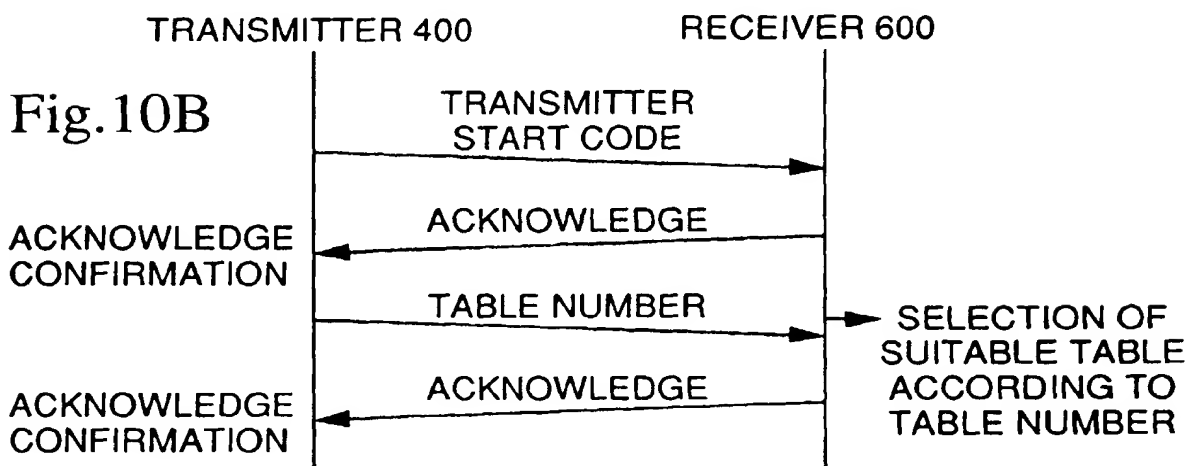 TRANSMITTER 400
RECEIVER 600
Fig.10B
TRANSMITTER
START CODE
ACKNOWLEDGE
ACKNOWLEDGE
CONFIRMATION
TABLE NUMBER
SELECTION OF
SUITABLE TABLE
ACCORDING TO
TABLE NUMBER
ACKNOWLEDGE
ACKNOWLEDGE
CONFIRMATION